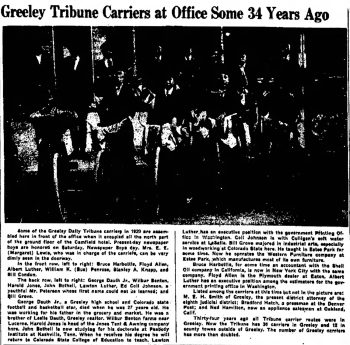 Greeley Tribune Carriers at Office Some 34 Years Ago
Some of the Greeley Daily Tribune carriers in 1929 are assembled here in front of the office when it occupied all the north part of the ground floor of the Camfield hotel. Present-day newspaper boys are honored on Saturday, Newspaper Boys day. Mrs. E. E. (Margaret) Lewis, who was in charge of the carriers, can be dimly seen in the doorway.
In the front row, left to right: Bruce Harbottle, Floyd Allen, Albert Luther, William K. (Bus) Penrose, Stanley A. Knapp, and Bill Condon.
The back row, left to office: George Dauth Jr., Wilbur Benton, Harold Jones, John Bethell, Lawton Luther, Ed Coil Johnson, a youthful Mr. Petersen whose first name could not be learned; and Bill Grove.
George Dauth Jr., a Greeley high school and Colorado state football and basketball star, died when he was 27 years old. He was working for his father in the grocery and market. He was a brother of Leslie Dauth, Greeley realtor. Wilbur Benton farms near Lucerne. Harold Jones is head of the Jones Tent & Awning company here. John Bethell is now studying for his doctorate at Peabody Institute at Nashville, Tenn. When he receives his degree he will return to Colorado State College of Education to teach. Lawton
Luther has an executive position with the government Printing Office in Washington. Coil Johnson is with Culligan's soft water service at LaSalle. Bill Grove majored in industrial arts, especially in woodworking at Colorado State here. He taught in Estes Park for some time. Now he operates the Western Furniture company at Estes Park, which manufactures most of its own furniture.
Bruce Harbottle, for some time an accountant with the Shell Oil company in California, is now in New York City with the same company. Floyd Allen is the Plymouth dealer at Eaton. Albert Luther has an executive position among the estimates for the government printing office in Washington.
Listed among the carriers at this time but not in the picture are: M. E. H. Smith of Greeley, the present district attorney of the eighth judicial district; Bradford Hatch, a pressman at the Denver Post; and Ned Hamilton, now an appliance salesman at Oakland, Calif.
Thirty-four years ago all Tribune carrier routes were in Greeley. Now the Tribune has 30 carriers in Greeley and 12 in county towns outside of Greeley. The number of Greeley carriers has more than doubled.